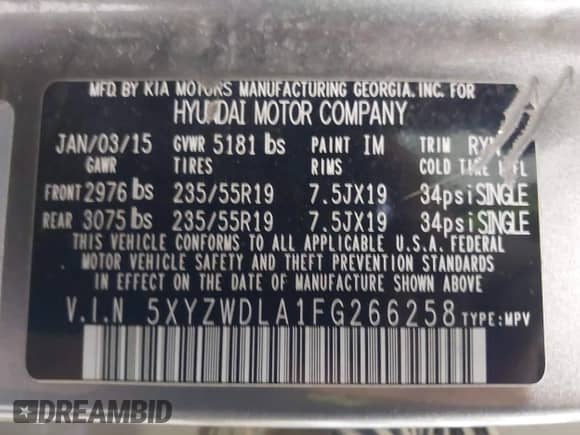 MFD. BY KIA MOTORS MANUFACTURING GEORGIA, INC. FOR
HYUNDAI MOTOR COMPANY
JAN/03/15 GVWR 5181 lbs PAINT IM TRIM
GAWR TIRES RIMS COLD TIRE INFL
FRONT 2976 lbs 235/55R19 7.5JX19 34psi SINGLE
REAR 3075 lbs 235/55R19 7.5JX19 34psi SINGLE
THIS VEHICLE CONFORMS TO ALL APPLICABLE U.S.A. FEDERAL
MOTOR VEHICLE SAFETY AND THEFT PREVENTION STANDARDS
IN EFFECT ON THE DATE OF MANUFACTURE SHOWN ABOVE.
V.I.N 5XYZWDLA1FG266258 TYPE: MPV
DREAMBID